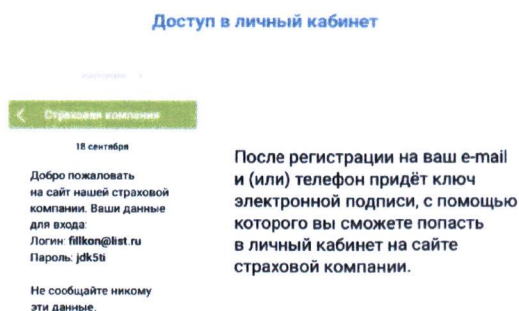 Доступ в личный кабинет
Страховая компания
18 сентября
Добро пожаловать
на сайт нашей страховой
компании. Ваши данные
для входа:
Логин: fillkon@list.ru
Пароль: jdk5ti
Не сообщайте никому
эти данные.
После регистрации на ваш e-mail
и (или) телефон придёт ключ
электронной подписи, с помощью
которого вы сможете попасть
в личный кабинет на сайте
страховой компании.